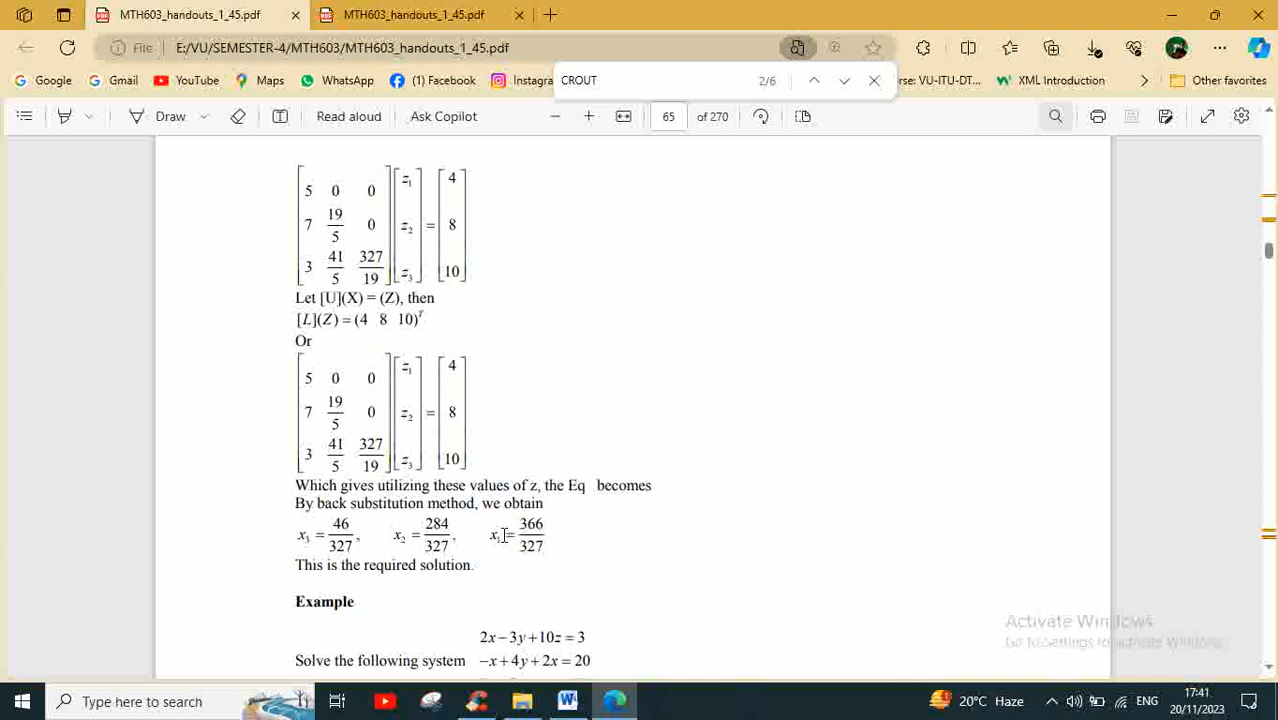 MTH603_handouts_1_45.pdf
MTH603_handouts_1_45.pdf
File E:/VU/SEMESTER-4/MTH603/MTH603_handouts_1_45.pdf
Google Gmail YouTube Maps WhatsApp (1) Facebook Instagra rse: VU-ITU-DT... XML Introduction Other favorites
CROUT 2/6
Draw Read aloud Ask Copilot 65 of 270
[5 0 0; 7 19/5 0; 3 41/5 327/19] [z₁; z₂; z₃] = [4; 8; 10]
Let [U](X) = (Z), then
[L](Z) = (4 8 10)ᵀ
Or
[5 0 0; 7 19/5 0; 3 41/5 327/19] [z₁; z₂; z₃] = [4; 8; 10]
Which gives utilizing these values of z, the Eq becomes
By back substitution method, we obtain
x₃ = 46/327, x₂ = 284/327, x₁ = 366/327
This is the required solution.
Example
2x−3y+10z = 3
Solve the following system −x+4y+2x = 20
Activate Windows
Go to Settings to activate Windows.
Type here to search
20°C Haze
ENG
17:41
20/11/2023